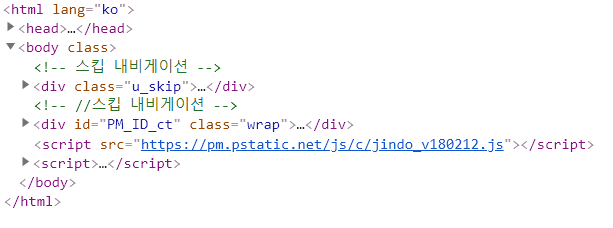 <html lang="ko">
▶<head>…</head>
▼<body class>
<!-- 스킵 내비게이션 -->
▶<div class="u_skip">…</div>
<!-- //스킵 내비게이션 -->
▶<div id="PM_ID_ct" class="wrap">…</div>
<script src="https://pm.pstatic.net/js/c/jindo_v180212.js"></script>
▶<script>…</script>
</body>
</html>